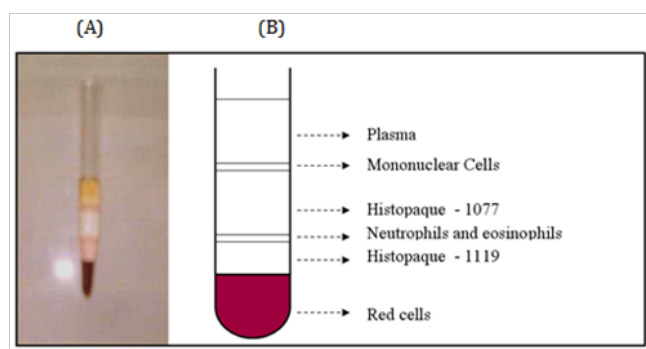 (A) (B)
Plasma
Mononuclear Cells
Histopaque - 1077
Neutrophils and eosinophils
Histopaque - 1119
Red cells